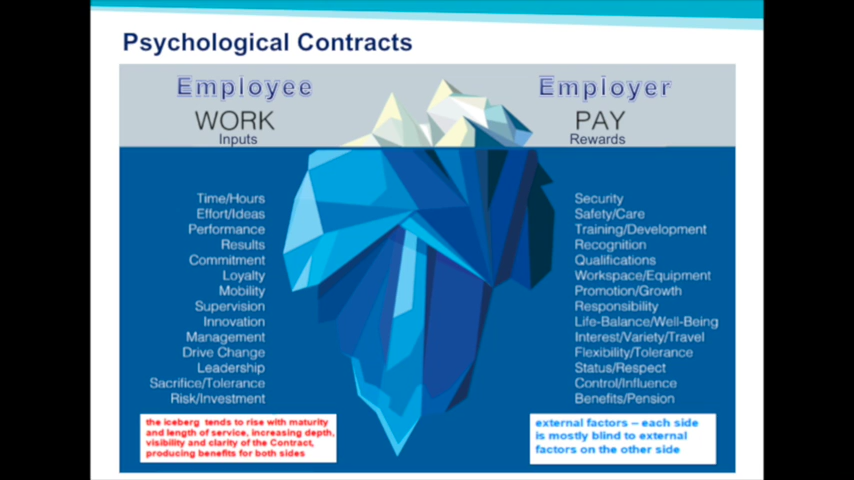 Psychological Contracts
Employee
WORK
Inputs
Employer
PAY
Rewards
Time/Hours
Effort/Ideas
Performance
Results
Commitment
Loyalty
Mobility
Supervision
Innovation
Management
Drive Change
Leadership
Sacrifice/Tolerance
Risk/Investment
Security
Safety/Care
Training/Development
Recognition
Qualifications
Workspace/Equipment
Promotion/Growth
Responsibility
Life-Balance/Well-Being
Interest/Variety/Travel
Flexibility/Tolerance
Status/Respect
Control/Influence
Benefits/Pension
the iceberg tends to rise with maturity
and length of service, increasing depth,
visibility and clarity of the Contract,
producing benefits for both sides
external factors – each side
is mostly blind to external
factors on the other side